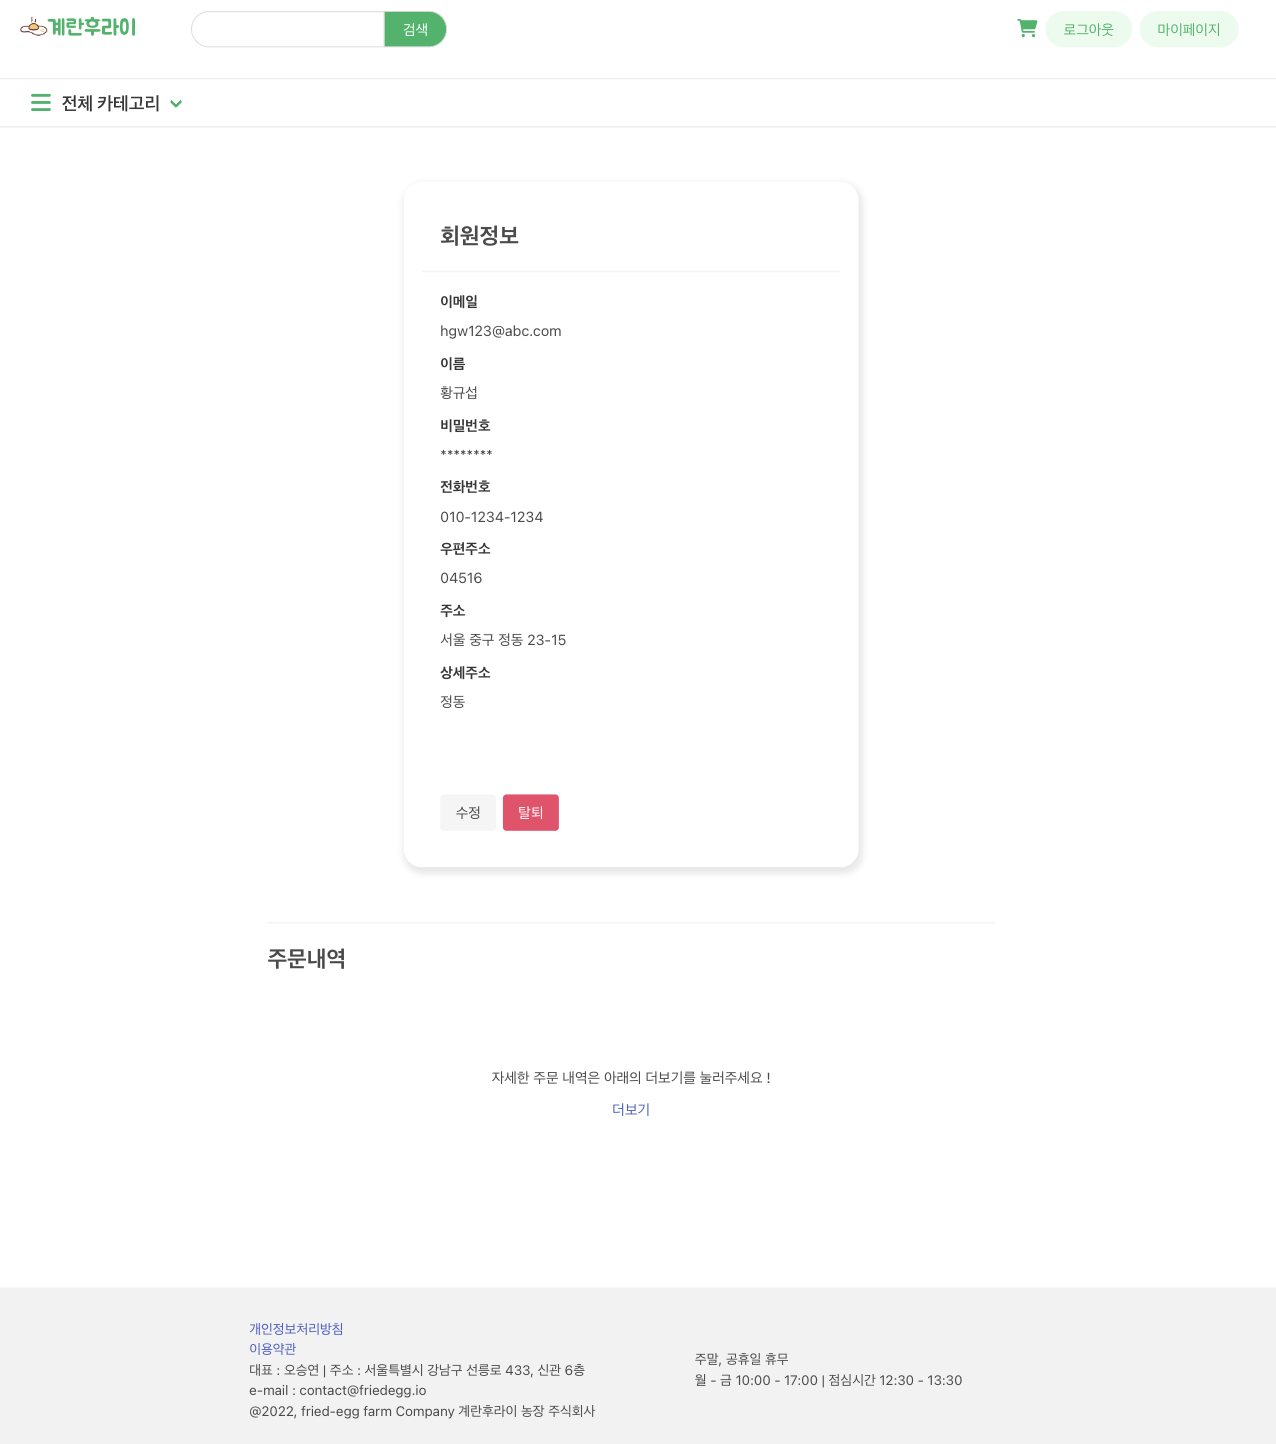 계란후라이
검색
로그아웃
마이페이지
전체 카테고리
회원정보
이메일
hgw123@abc.com
이름
황규섭
비밀번호
********
전화번호
010-1234-1234
우편주소
04516
주소
서울 중구 정동 23-15
상세주소
정동
수정
탈퇴
주문내역
자세한 주문 내역은 아래의 더보기를 눌러주세요 !
더보기
개인정보처리방침
이용약관
대표 : 오승연 | 주소 : 서울특별시 강남구 선릉로 433, 신관 6층
e-mail : contact@friedegg.io
@2022, fried-egg farm Company 계란후라이 농장 주식회사
주말, 공휴일 휴무
월 - 금 10:00 - 17:00 | 점심시간 12:30 - 13:30